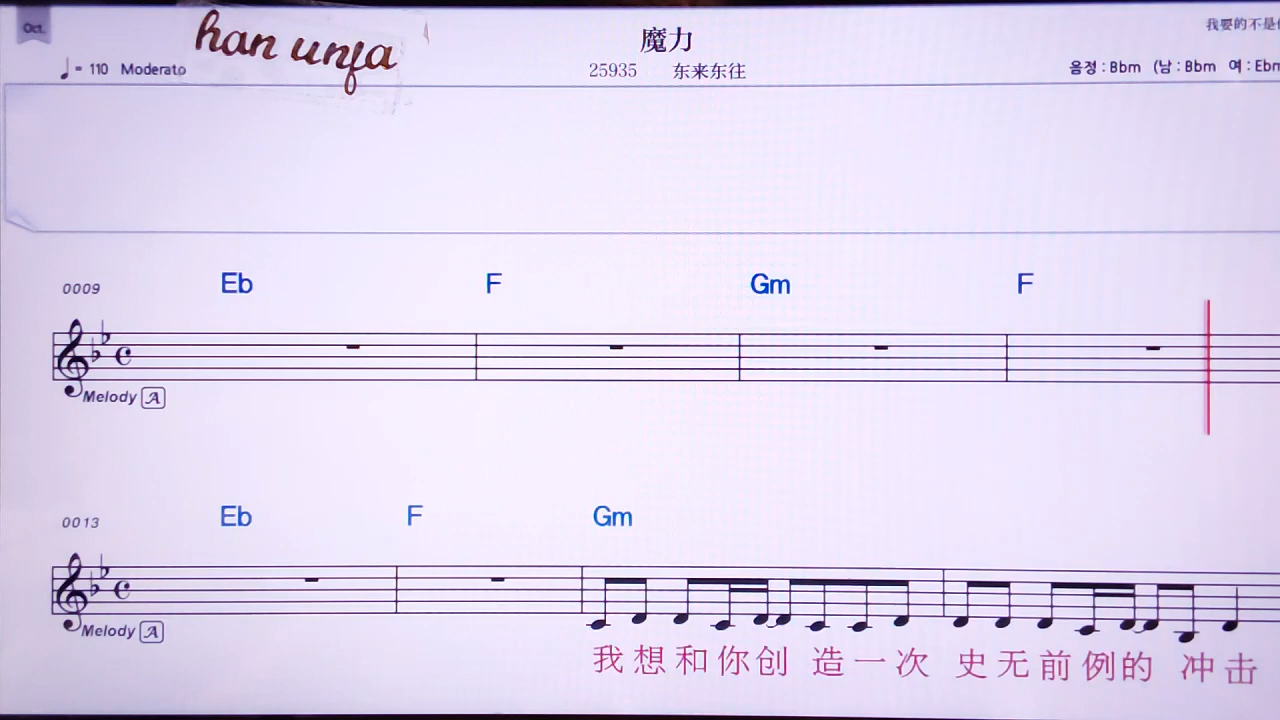 Oct.
han unfa
魔力
我要的不是
♩= 110 Moderato
25935 东来东往
음정 : Bbm (남 : Bbm 여 : Ebm
0009 Eb F Gm F
Melody A
0013 Eb F Gm
Melody A
我想和你创造一次 史无前例的 冲击